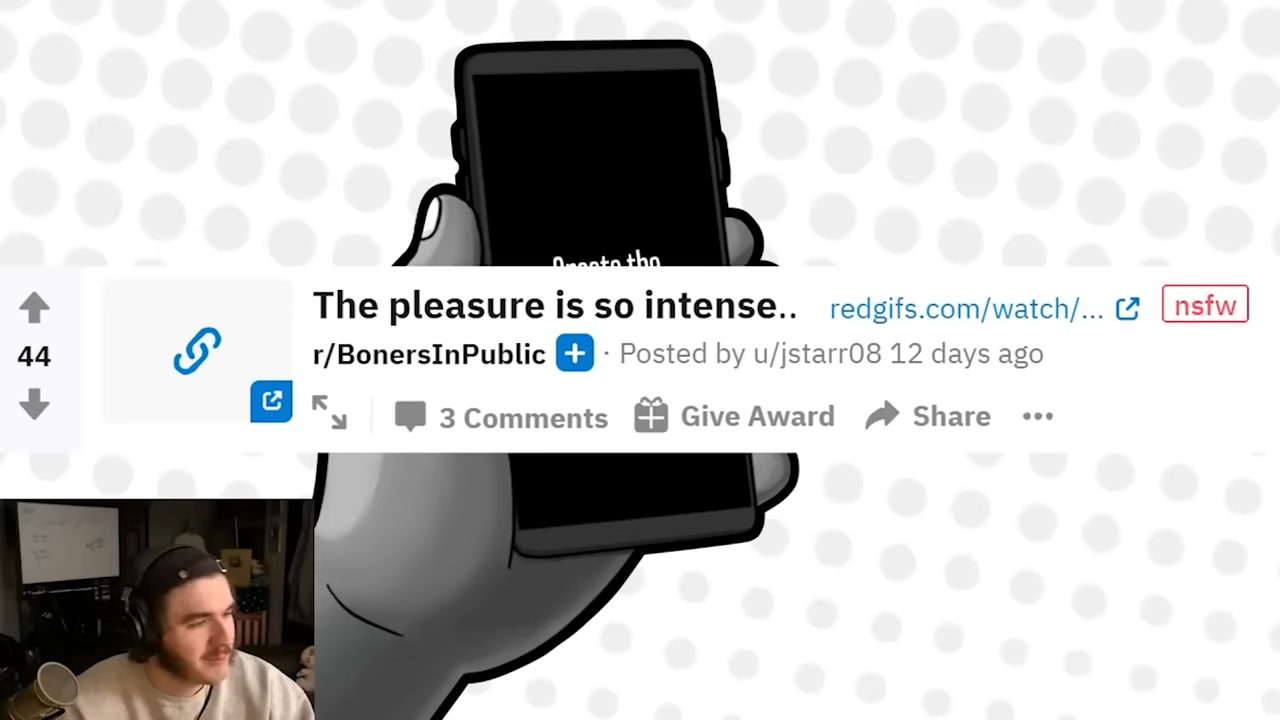 The pleasure is so intense.. redgifs.com/watch/... nsfw
44
r/BonersInPublic · Posted by u/jstarr08 12 days ago
3 Comments Give Award Share